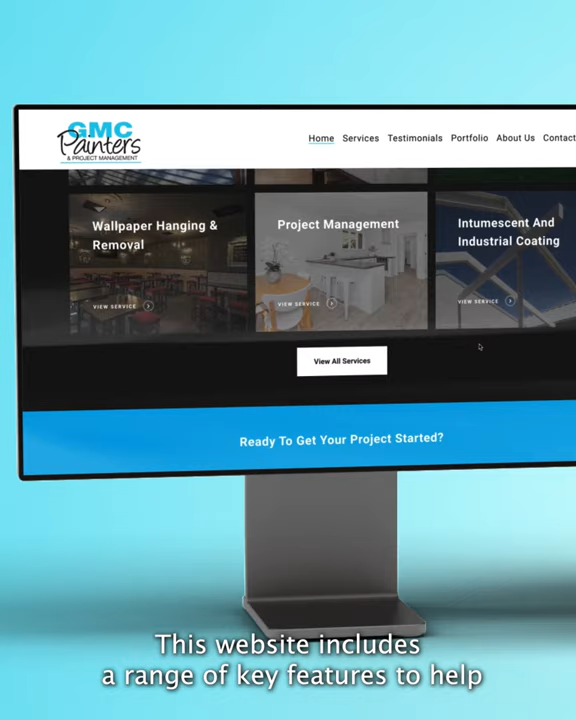 GMC
Painters
& PROJECT MANAGEMENT
Home Services Testimonials Portfolio About Us Contact
Wallpaper Hanging &
Removal
VIEW SERVICE
Project Management
VIEW SERVICE
Intumescent And
Industrial Coating
VIEW SERVICE
View All Services
Ready To Get Your Project Started?
This website includes
a range of key features to help